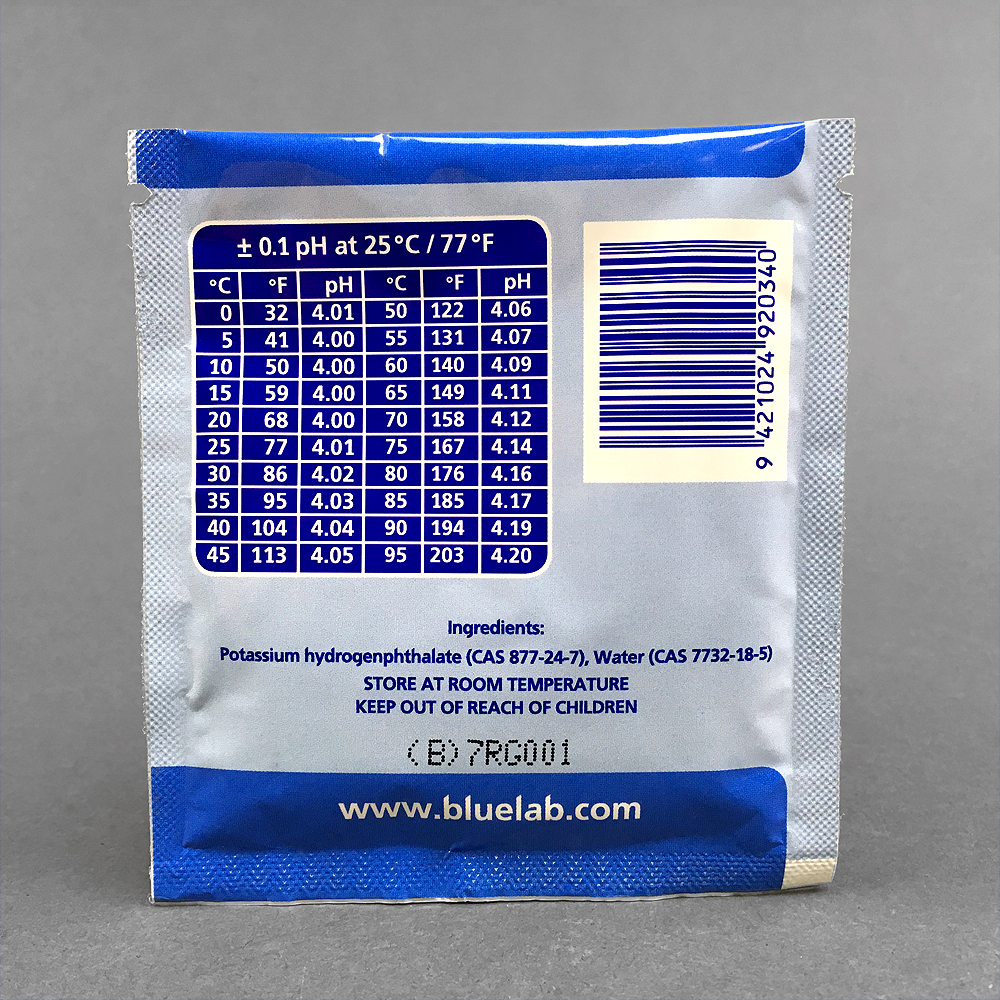 ± 0.1 pH at 25°C / 77°F
°C °F pH °C °F pH
0 32 4.01 50 122 4.06
5 41 4.00 55 131 4.07
10 50 4.00 60 140 4.09
15 59 4.00 65 149 4.11
20 68 4.00 70 158 4.12
25 77 4.01 75 167 4.14
30 86 4.02 80 176 4.16
35 95 4.03 85 185 4.17
40 104 4.04 90 194 4.19
45 113 4.05 95 203 4.20
9 421024 920340
Ingredients:
Potassium hydrogenphthalate (CAS 877-24-7), Water (CAS 7732-18-5)
STORE AT ROOM TEMPERATURE
KEEP OUT OF REACH OF CHILDREN
(B)7RG001
www.bluelab.com